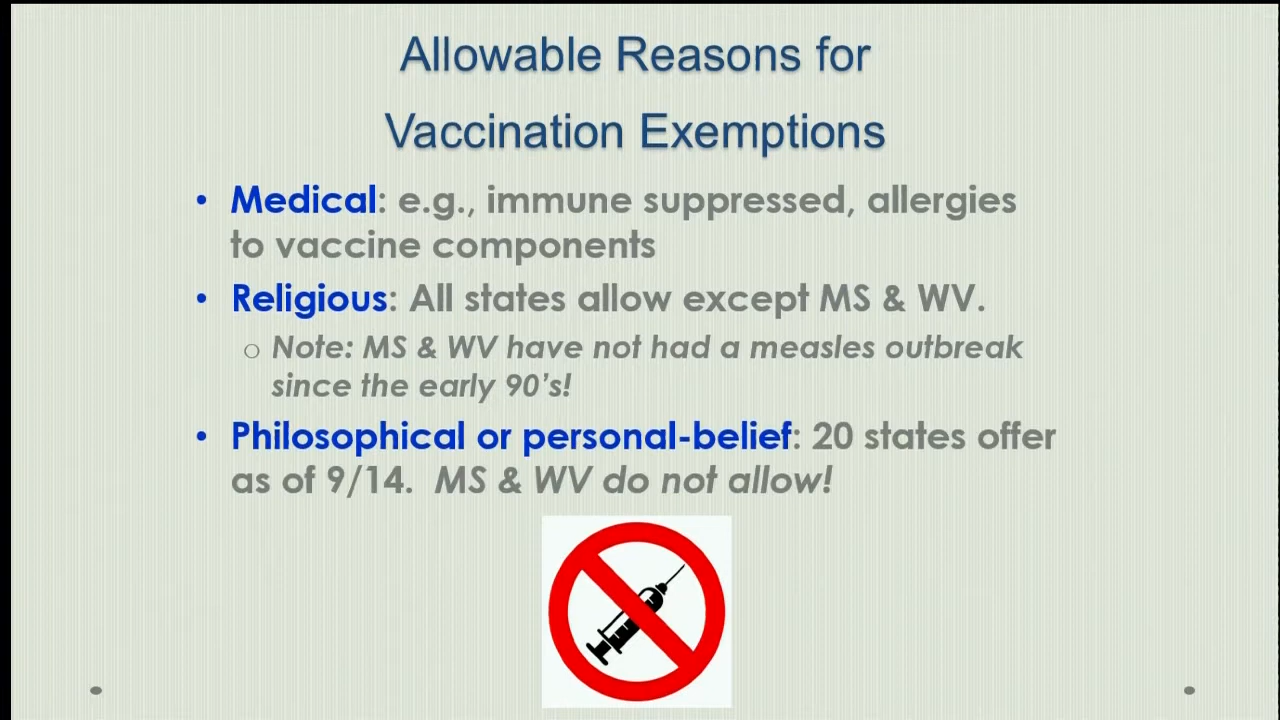 Allowable Reasons for
Vaccination Exemptions
• Medical: e.g., immune suppressed, allergies
to vaccine components
• Religious: All states allow except MS & WV.
○ Note: MS & WV have not had a measles outbreak
since the early 90's!
• Philosophical or personal-belief: 20 states offer
as of 9/14. MS & WV do not allow!